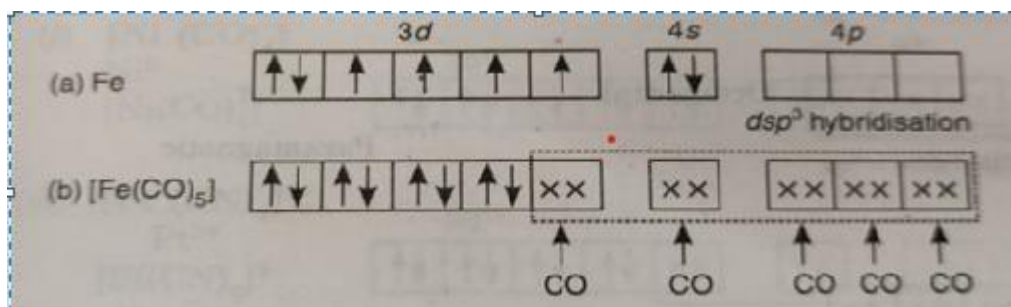 3d 4s 4p
(a) Fe
dsp³ hybridisation
(b) [Fe(CO)₅] ×× ×× ×× ×× ××
CO CO CO CO CO